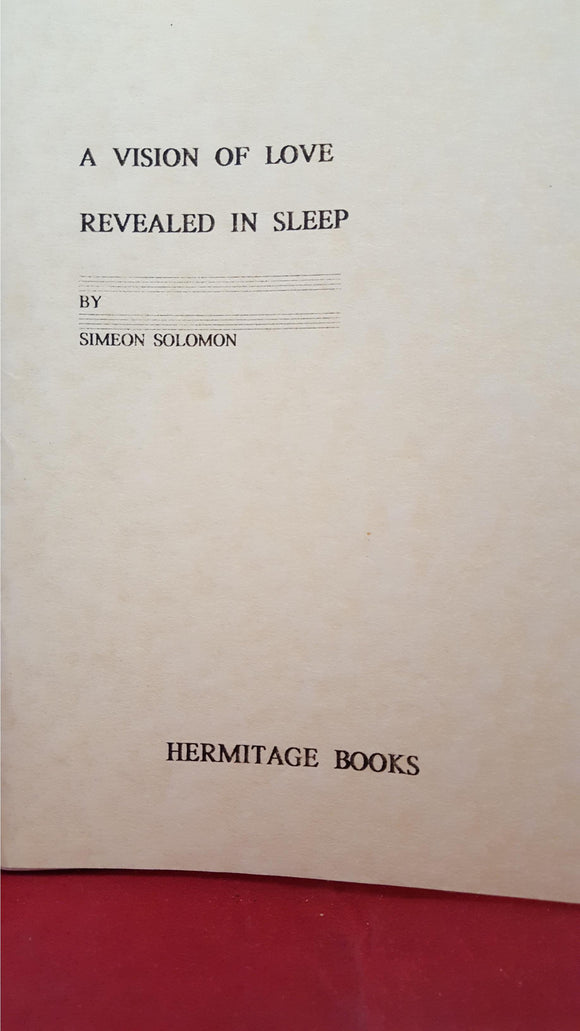 A VISION OF LOVE
REVEALED IN SLEEP
BY
SIMEON SOLOMON
HERMITAGE BOOKS